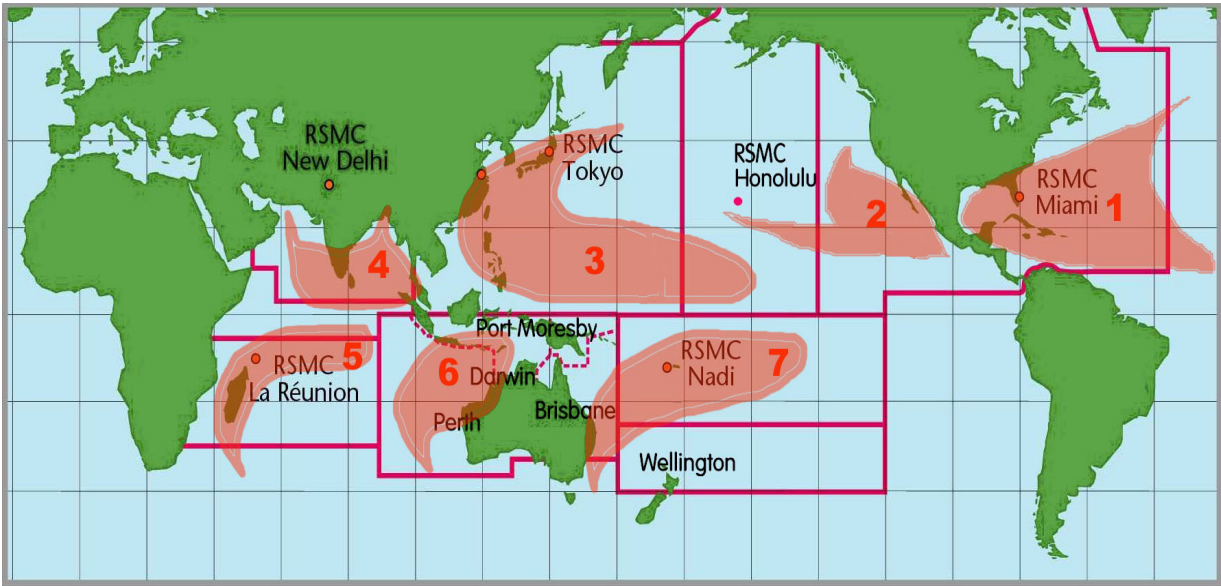 RSMC
New Delhi
RSMC
Tokyo
RSMC
Honolulu
RSMC
Miami
1
2
3
4
5
RSMC
La Réunion
6
Port Moresby
Darwin
Perth
Brisbane
RSMC
Nadi
7
Wellington